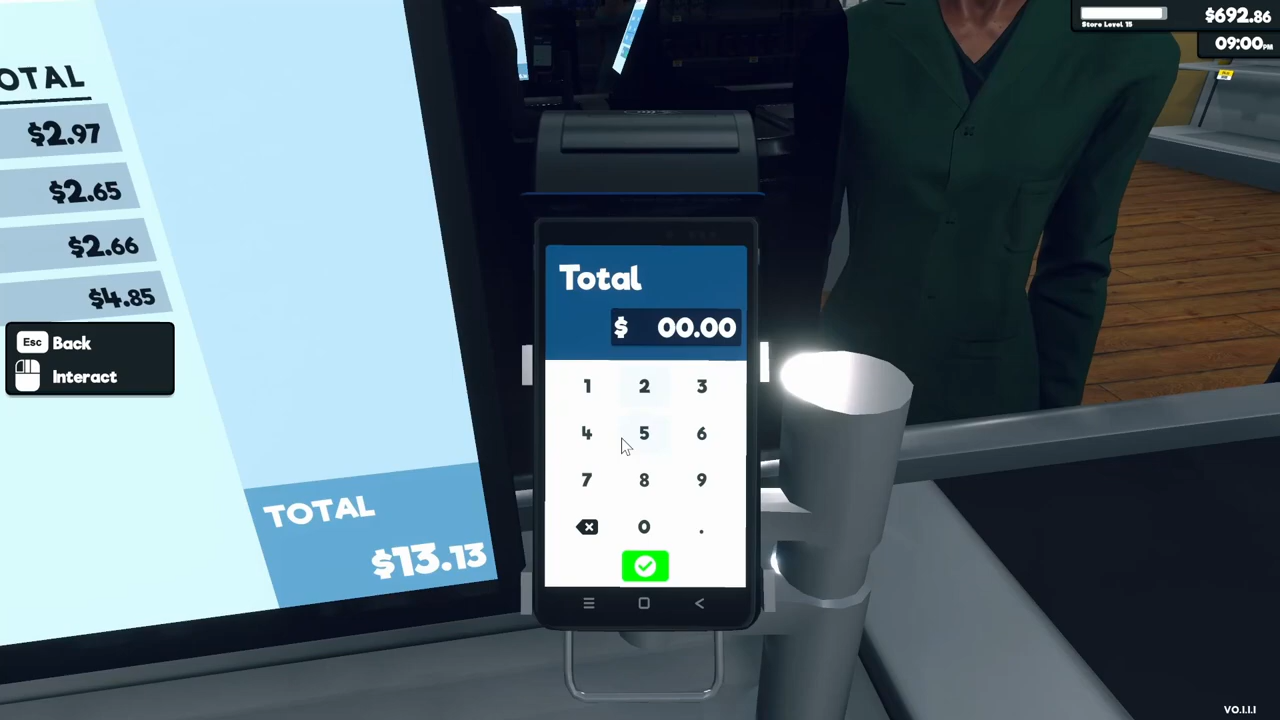 OTAL
$2.97
$2.65
$2.66
$4.85
Esc Back
Interact
TOTAL
$13.13
Total
$ 00.00
1 2 3
4 5 6
7 8 9
0 .
$692.86
Store Level 15
09:00PM
V0.1.1.1